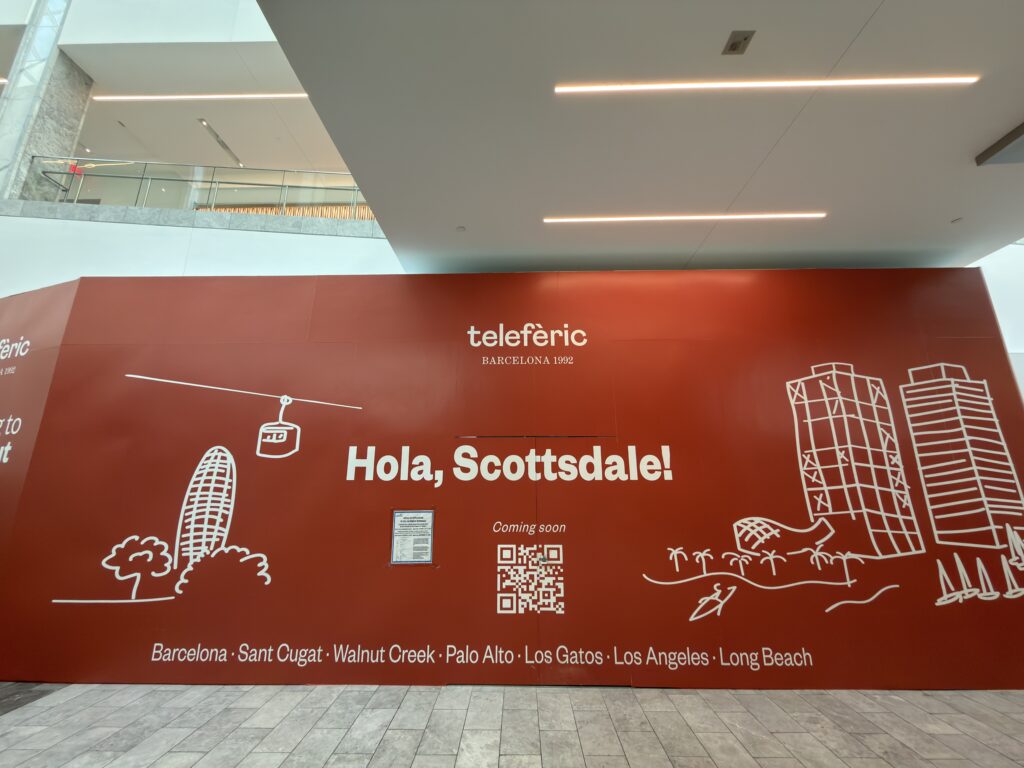 telefèric
BARCELONA 1992
Hola, Scottsdale!
Coming soon
Barcelona · Sant Cugat · Walnut Creek · Palo Alto · Los Gatos · Los Angeles · Long Beach